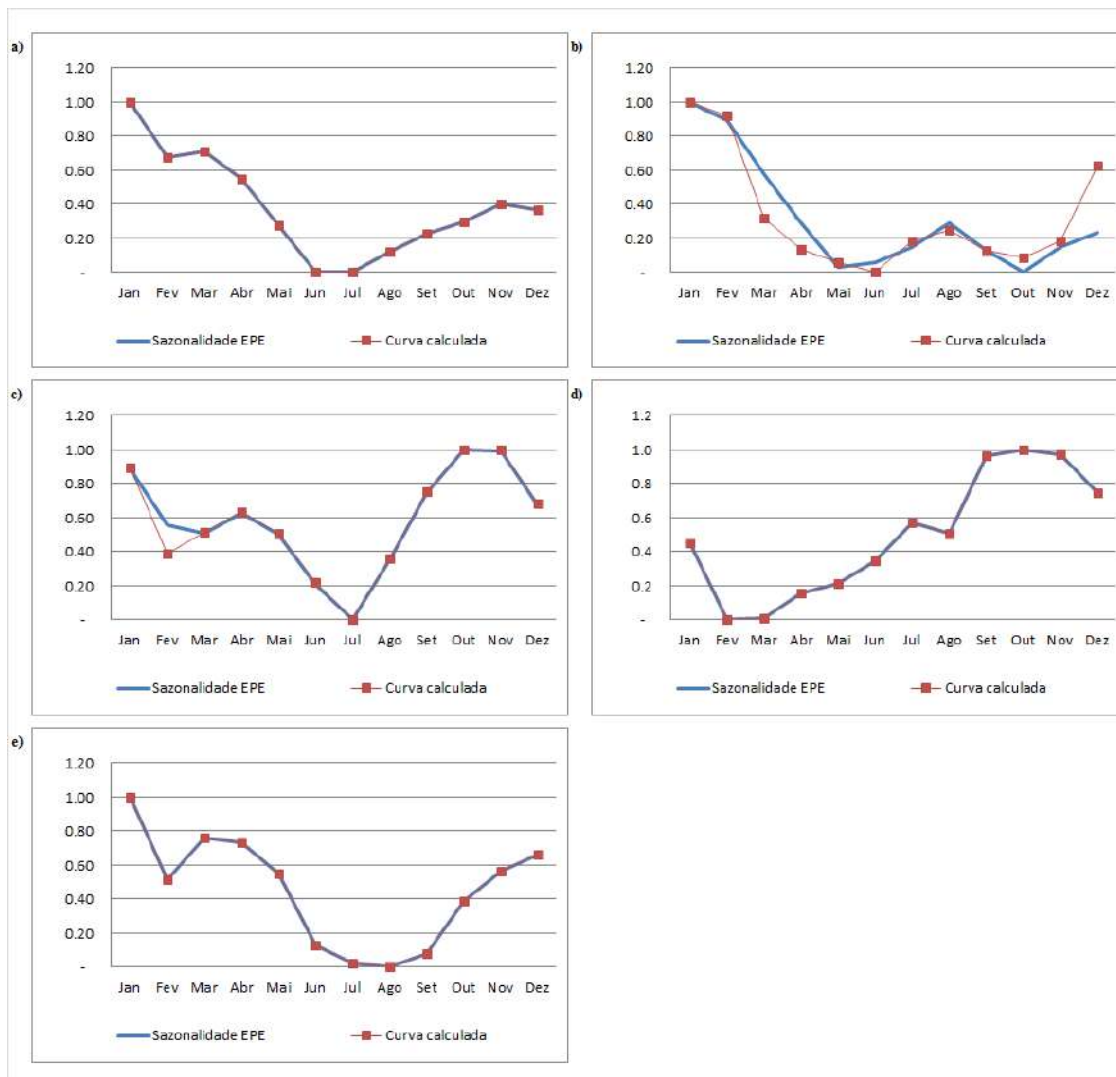 a)
1.20
1.00
0.80
0.60
0.40
0.20
-
Jan Fev Mar Abr Mai Jun Jul Ago Set Out Nov Dez
Sazonalidade EPE Curva calculada
b)
1.20
1.00
0.80
0.60
0.40
0.20
-
Jan Fev Mar Abr Mai Jun Jul Ago Set Out Nov Dez
Sazonalidade EPE Curva calculada
c)
1.20
1.00
0.80
0.60
0.40
0.20
-
Jan Fev Mar Abr Mai Jun Jul Ago Set Out Nov Dez
Sazonalidade EPE Curva calculada
d)
1.2
1.00
0.8
0.6
0.4
0.2
-
Jan Fev Mar Abr Mai Jun Jul Ago Set Out Nov Dez
Sazonalidade EPE Curva calculada
e)
1.20
1.00
0.80
0.60
0.40
0.20
-
Jan Fev Mar Abr Mai Jun Jul Ago Set Out Nov Dez
Sazonalidade EPE Curva calculada